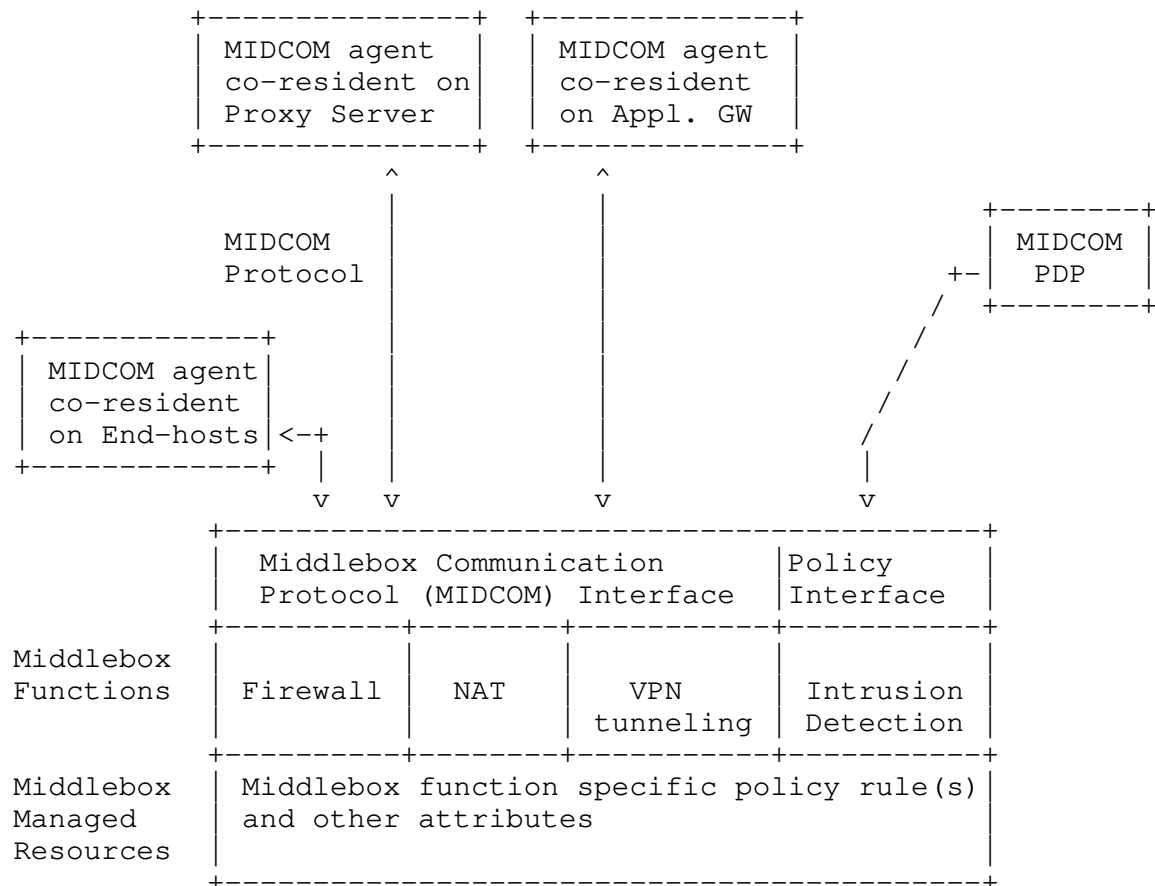 MIDCOM agent
co-resident on
Proxy Server
MIDCOM agent
co-resident
on Appl. GW
MIDCOM
PDP
MIDCOM
Protocol
MIDCOM agent
co-resident
on End-hosts
Middlebox Communication
Protocol (MIDCOM) Interface
Policy
Interface
Middlebox
Functions
Firewall
NAT
VPN
tunneling
Intrusion
Detection
Middlebox
Managed
Resources
Middlebox function specific policy rule(s)
and other attributes